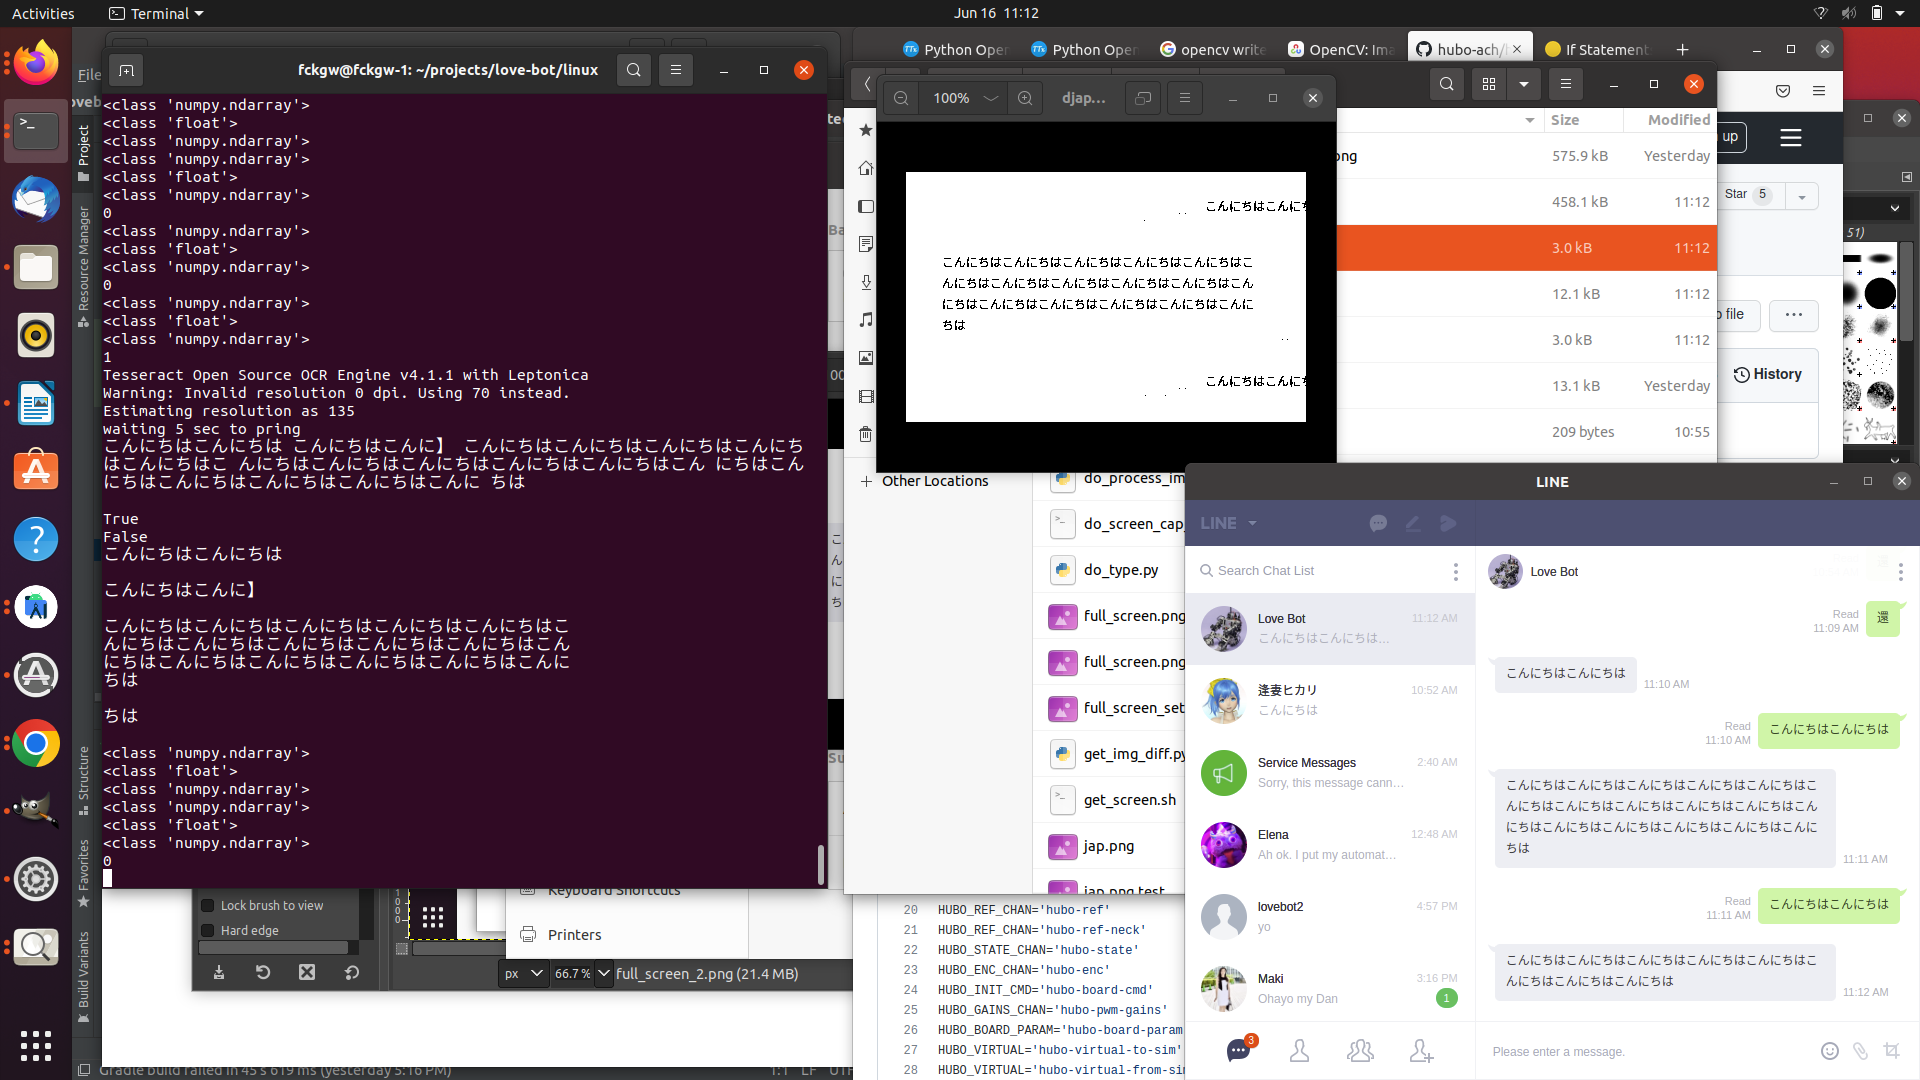 Activities
Terminal
Jun 16 11:12
fckgw@fckgw-1: ~/projects/love-bot/linux
<class 'numpy.ndarray'>
<class 'float'>
<class 'numpy.ndarray'>
<class 'numpy.ndarray'>
<class 'float'>
<class 'numpy.ndarray'>
0
<class 'numpy.ndarray'>
<class 'float'>
<class 'numpy.ndarray'>
0
<class 'numpy.ndarray'>
<class 'float'>
<class 'numpy.ndarray'>
1
Tesseract Open Source OCR Engine v4.1.1 with Leptonica
Warning: Invalid resolution 0 dpi. Using 70 instead.
Estimating resolution as 135
waiting 5 sec to pring
こんにちはこんにちは こんにちはこんに】 こんにちはこんにちはこんにちはこんにち
はこんにちはこ んにちはこんにちはこんにちはこんにちはこんにちはこん にちはこん
にちはこんにちはこんにちはこんにちはこんに ちは
True
False
こんにちはこんにちは
こんにちはこんに】
こんにちはこんにちはこんにちはこんにちはこんにちはこ
んにちはこんにちはこんにちはこんにちはこんにちはこん
にちはこんにちはこんにちはこんにちはこんにちはこんに
ちは
ちは
<class 'numpy.ndarray'>
<class 'float'>
<class 'numpy.ndarray'>
<class 'numpy.ndarray'>
<class 'float'>
<class 'numpy.ndarray'>
0
File
Project
Resource Manager
Structure
Favorites
Build Variants
Lock brush to view
Hard edge
Keyboard Shortcuts
Printers
px
66.7 %
full_screen_2.png (21.4 MB)
Gradle build failed in 45 s 619 ms (yesterday 5:16 PM)
1:1 LF UTF
Python Oper
Python Oper
opencv write
OpenCV: Ima
hubo-ach/
If Statement
100%
djap...
こんにちはこんにち
こんにちはこんにちはこんにちはこんにちはこんにちはこ
んにちはこんにちはこんにちはこんにちはこんにちはこん
にちはこんにちはこんにちはこんにちはこんにちはこんに
ちは
こんにちはこんにち
Size
Modified
png
575.9 kB
Yesterday
458.1 kB
11:12
3.0 kB
11:12
12.1 kB
11:12
3.0 kB
11:12
13.1 kB
Yesterday
209 bytes
10:55
up
Star 5
file
History
51)
Other Locations
do_process_im
do_screen_cap
do_type.py
full_screen.png
full_screen.png
full_screen_set
get_img_diff.py
get_screen.sh
jap.png
jap.png.test
20 HUBO_REF_CHAN='hubo-ref'
21 HUBO_REF_CHAN='hubo-ref-neck'
22 HUBO_STATE_CHAN='hubo-state'
23 HUBO_ENC_CHAN='hubo-enc'
24 HUBO_INIT_CMD='hubo-board-cmd'
25 HUBO_GAINS_CHAN='hubo-pwm-gains'
26 HUBO_BOARD_PARAM='hubo-board-param
27 HUBO_VIRTUAL='hubo-virtual-to-sim'
28 HUBO_VIRTUAL='hubo-virtual-from-sim
LINE
LINE
Search Chat List
Love Bot
11:12 AM
こんにちはこんにちは...
逢妻ヒカリ
10:52 AM
こんにちは
Service Messages
2:40 AM
Sorry, this message cann...
Elena
12:48 AM
Ah ok. I put my automat...
lovebot2
4:57 PM
yo
Maki
3:16 PM
Ohayo my Dan
1
3
Love Bot
Read
11:09 AM
還
こんにちはこんにちは
11:10 AM
Read
11:10 AM
こんにちはこんにちは
こんにちはこんにちはこんにちはこんにちはこんにちはこ
んにちはこんにちはこんにちはこんにちはこんにちはこん
にちはこんにちはこんにちはこんにちはこんにちはこんに
ちは
11:11 AM
Read
11:11 AM
こんにちはこんにちは
こんにちはこんにちはこんにちはこんにちはこんにちはこ
んにちはこんにちはこんにちは
11:12 AM
Please enter a message.